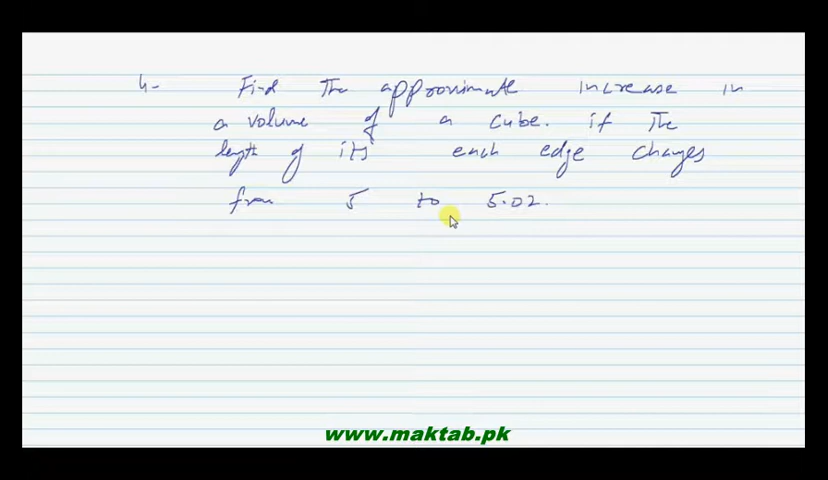 4- Find The approximate increase in
a volume of a cube. if The
length of its each edge changes
from 5 to 5.02.
www.maktab.pk